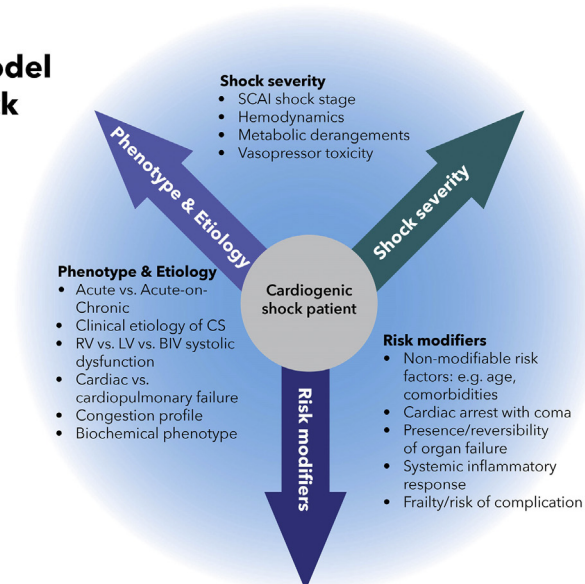 odel
k
Shock severity
• SCAI shock stage
• Hemodynamics
• Metabolic derangements
• Vasopressor toxicity
Phenotype & Etiology
Shock severity
Cardiogenic
shock patient
Phenotype & Etiology
• Acute vs. Acute-on-
Chronic
• Clinical etiology of CS
• RV vs. LV vs. BIV systolic
dysfunction
• Cardiac vs.
cardiopulmonary failure
• Congestion profile
• Biochemical phenotype
Risk modifiers
• Non-modifiable risk
factors: e.g. age,
comorbidities
• Cardiac arrest with coma
• Presence/reversibility
of organ failure
• Systemic inflammatory
response
• Frailty/risk of complication
Risk modifiers